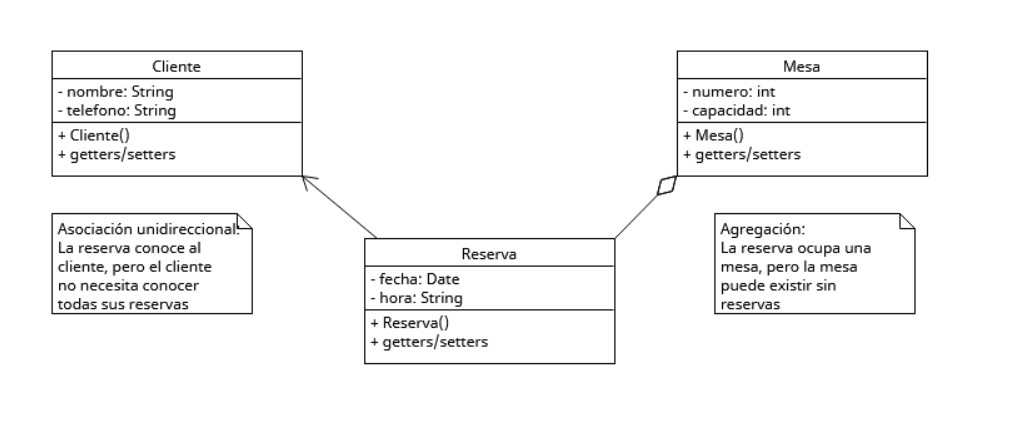 Cliente
- nombre: String
- telefono: String
+ Cliente()
+ getters/setters
Mesa
- numero: int
- capacidad: int
+ Mesa()
+ getters/setters
Asociación unidireccional:
La reserva conoce al
cliente, pero el cliente
no necesita conocer
todas sus reservas
Agregación:
La reserva ocupa una
mesa, pero la mesa
puede existir sin
reservas
Reserva
- fecha: Date
- hora: String
+ Reserva()
+ getters/setters